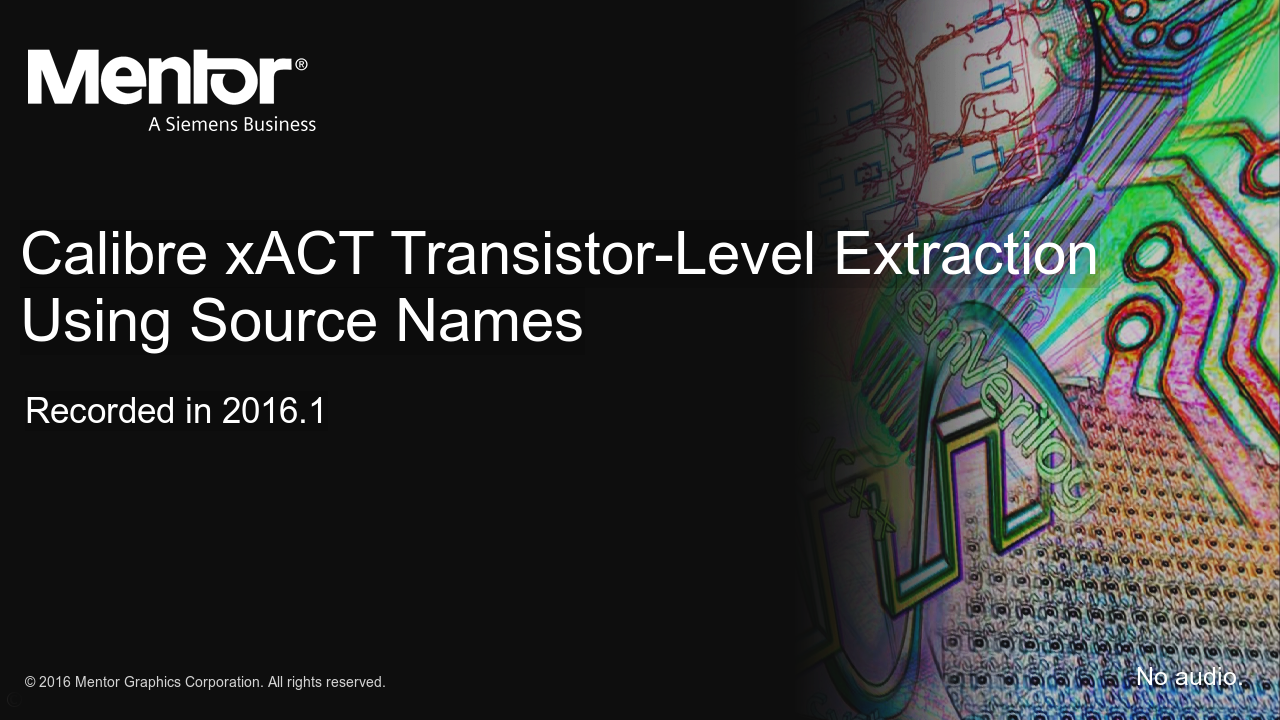 Mentor®
A Siemens Business
Calibre xACT Transistor-Level Extraction
Using Source Names
Recorded in 2016.1
temVerilog
C++
© 2016 Mentor Graphics Corporation. All rights reserved.
No audio.